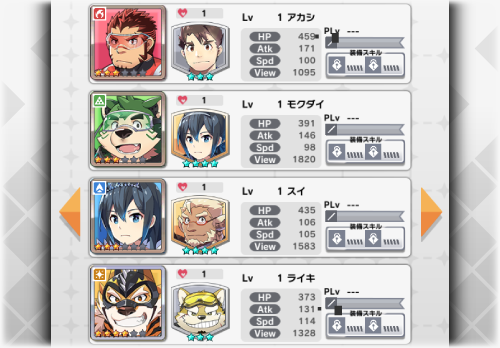 1
Lv 1 アカシ
HP 459
Atk 171
Spd 100
View 1095
PLv ---
装備スキル
1
Lv 1 モクダイ
HP 391
Atk 146
Spd 98
View 1820
PLv ---
装備スキル
1
Lv 1 スイ
HP 435
Atk 106
Spd 105
View 1583
PLv ---
装備スキル
1
Lv 1 ライキ
HP 373
Atk 131
Spd 114
View 1328
PLv ---
装備スキル